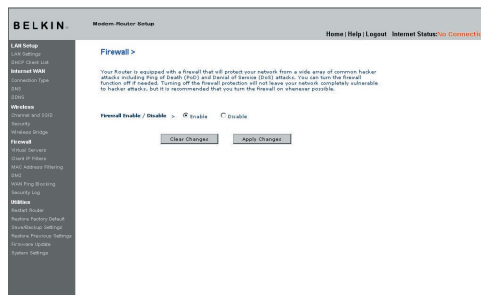 BELKIN
Modem-Router Setup
Home | Help | Logout Internet Status: No Connecti
LAN Setup
LAN Settings
DHCP Client List
Internet WAN
Connection Type
DNS
DDNS
Wireless
Channel and SSID
Security
Wireless Bridge
Firewall
Virtual Servers
Client IP Filters
MAC Address Filtering
DMZ
WAN Ping Blocking
Security Log
Utilities
Restart Router
Restore Factory Default
Save/Backup Settings
Restore Previous Settings
Firmware Update
System Settings
Firewall >
Your Router is equipped with a firewall that will protect your network from a wide array of common hacker
attacks including Ping of Death (PoD) and Denial of Service (DoS) attacks. You can turn the firewall
function off if needed. Turning off the firewall protection will not leave your network completely vulnerable
to hacker attacks, but it is recommended that you turn the firewall on whenever possible.
Firewall Enable / Disable > Enable Disable
Clear Changes Apply Changes